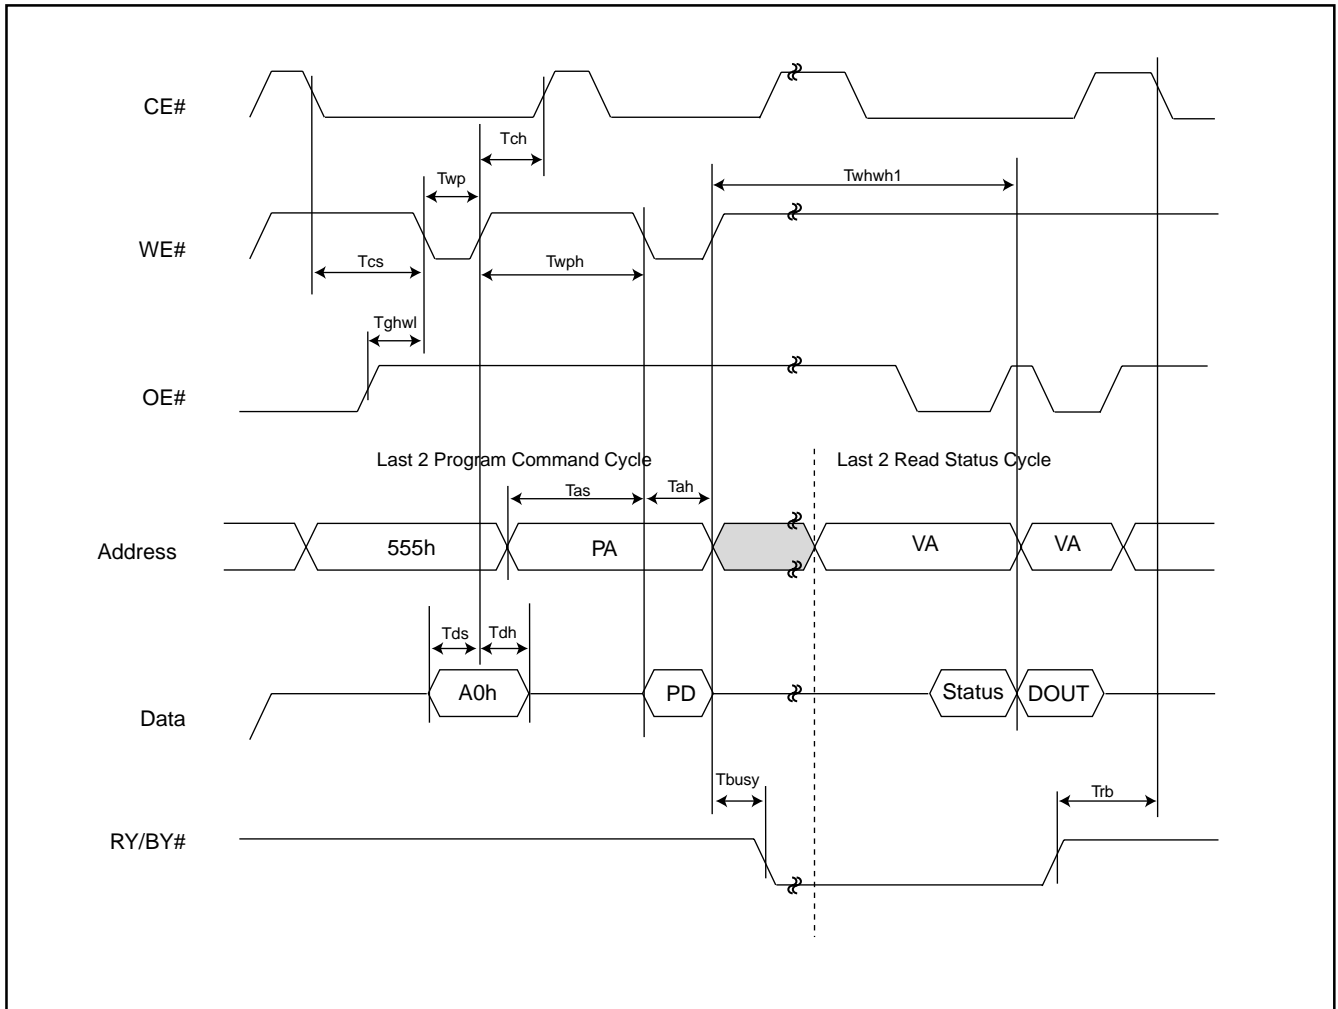 CE#
Tch
Twp
Twhwh1
WE#
Tcs
Twph
Tghwl
OE#
Last 2 Program Command Cycle
Last 2 Read Status Cycle
Tas
Tah
Address
555h
PA
VA
VA
Tds
Tdh
Data
A0h
PD
Status
DOUT
Tbusy
Trb
RY/BY#